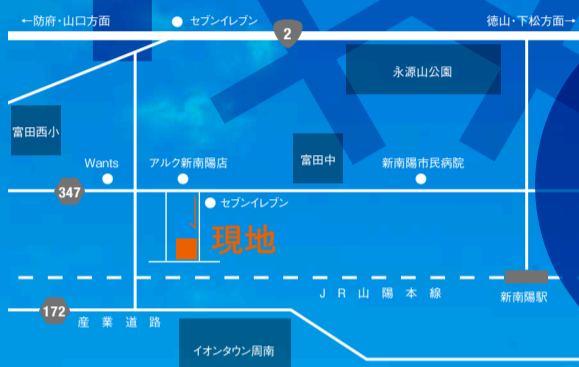 ←防府・山口方面
セブンイレブン
徳山・下松方面→
2
永源山公園
富田西小
富田中
Wants
アルク新南陽店
新南陽市民病院
347
セブンイレブン
現地
JR山陽本線
新南陽駅
172
産業道路
イオンタウン周南